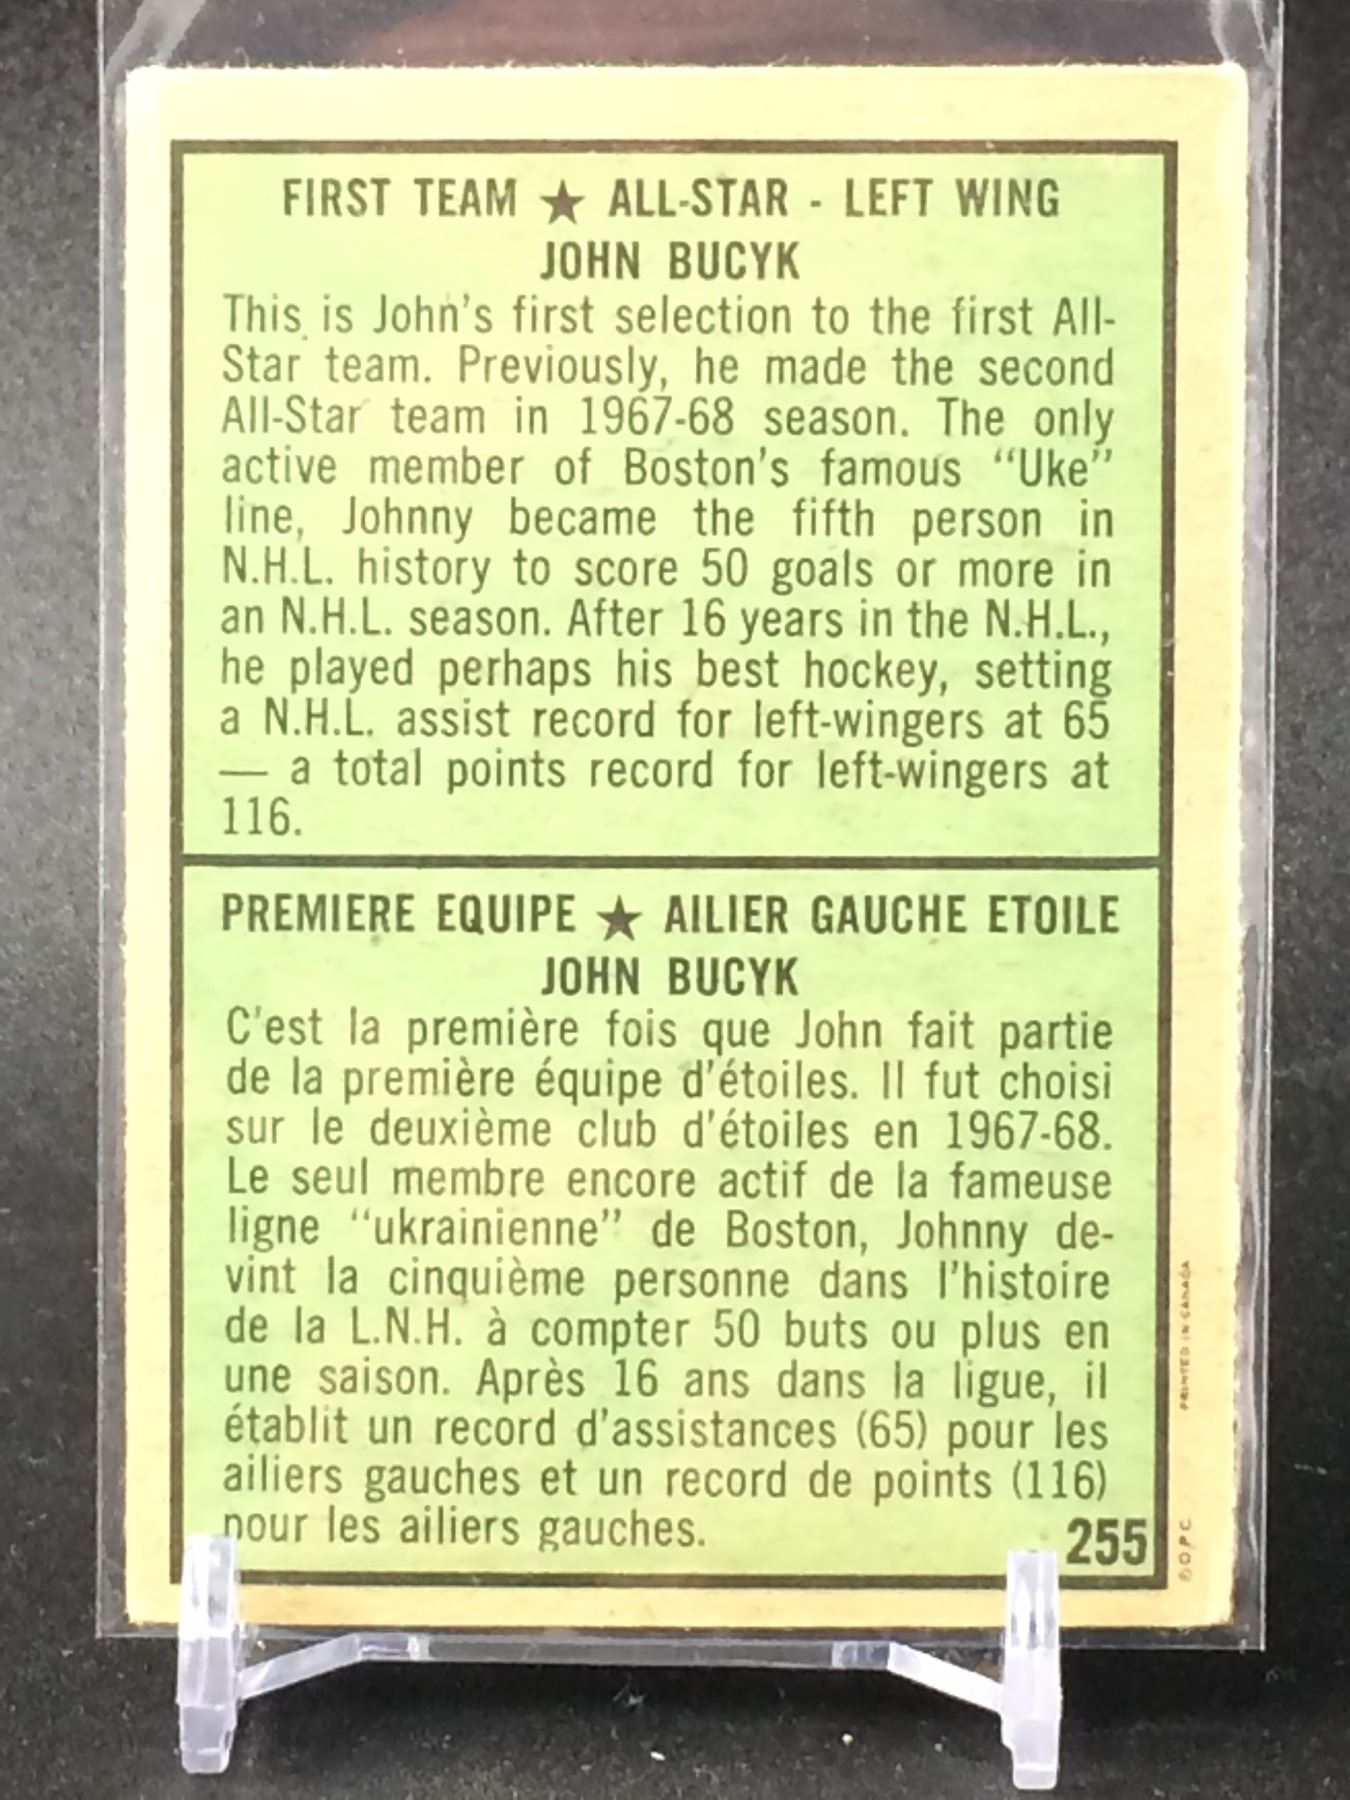 FIRST TEAM ★ ALL-STAR - LEFT WING
JOHN BUCYK
This is John's first selection to the first All-
Star team. Previously, he made the second
All-Star team in 1967-68 season. The only
active member of Boston's famous "Uke"
line, Johnny became the fifth person in
N.H.L. history to score 50 goals or more in
an N.H.L. season. After 16 years in the N.H.L.,
he played perhaps his best hockey, setting
a N.H.L. assist record for left-wingers at 65
— a total points record for left-wingers at
116.
PREMIERE EQUIPE ★ AILIER GAUCHE ETOILE
JOHN BUCYK
C'est la première fois que John fait partie
de la première équipe d'étoiles. Il fut choisi
sur le deuxième club d'étoiles en 1967-68.
Le seul membre encore actif de la fameuse
ligne "ukrainienne" de Boston, Johnny de-
vint la cinquième personne dans l'histoire
de la L.N.H. à compter 50 buts ou plus en
une saison. Après 16 ans dans la ligue, il
établit un record d'assistances (65) pour les
ailiers gauches et un record de points (116)
pour les ailiers gauches.
255
©O.P.C. PRINTED IN CANADA